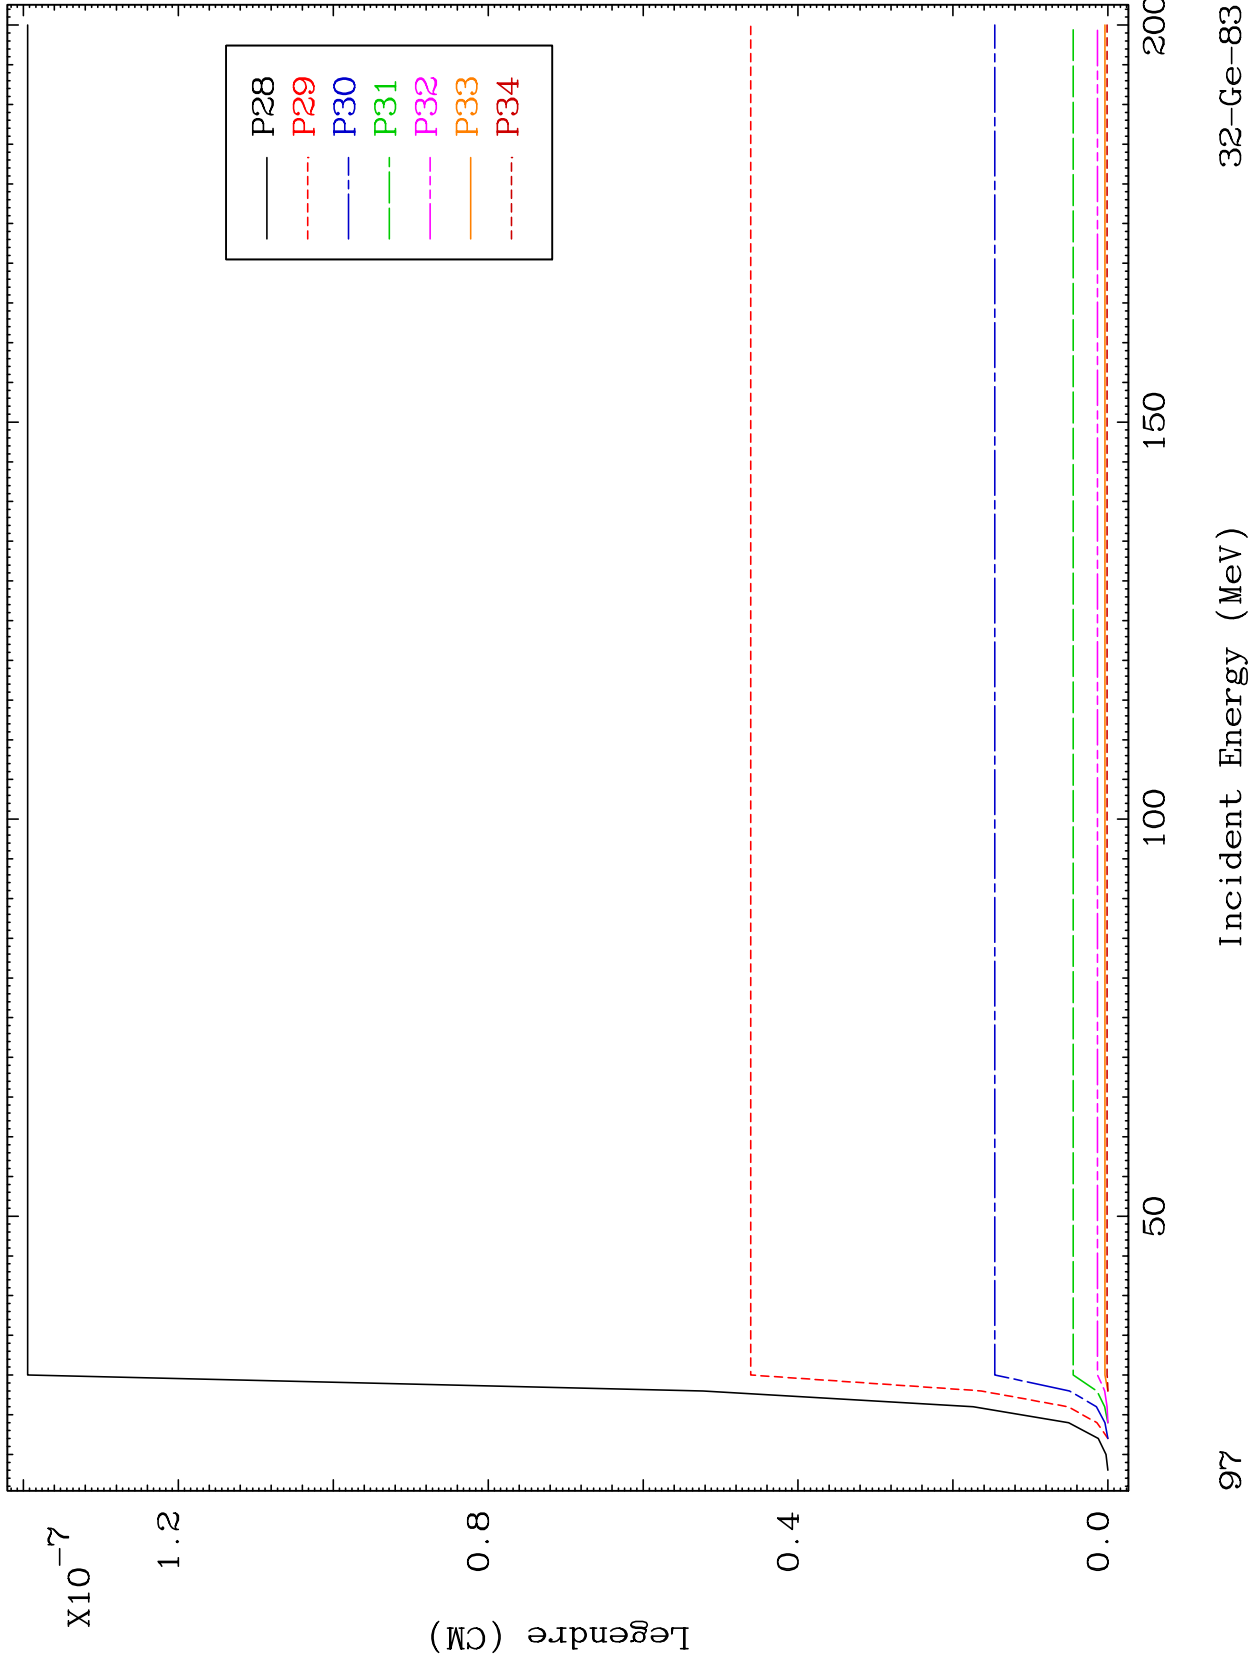 X10-7
1.2
0.8
0.4
0.0
Legendre (CM)
P28
P29
P30
P31
P32
P33
P34
50
100
150
200
Incident Energy (MeV)
97
32-Ge-83